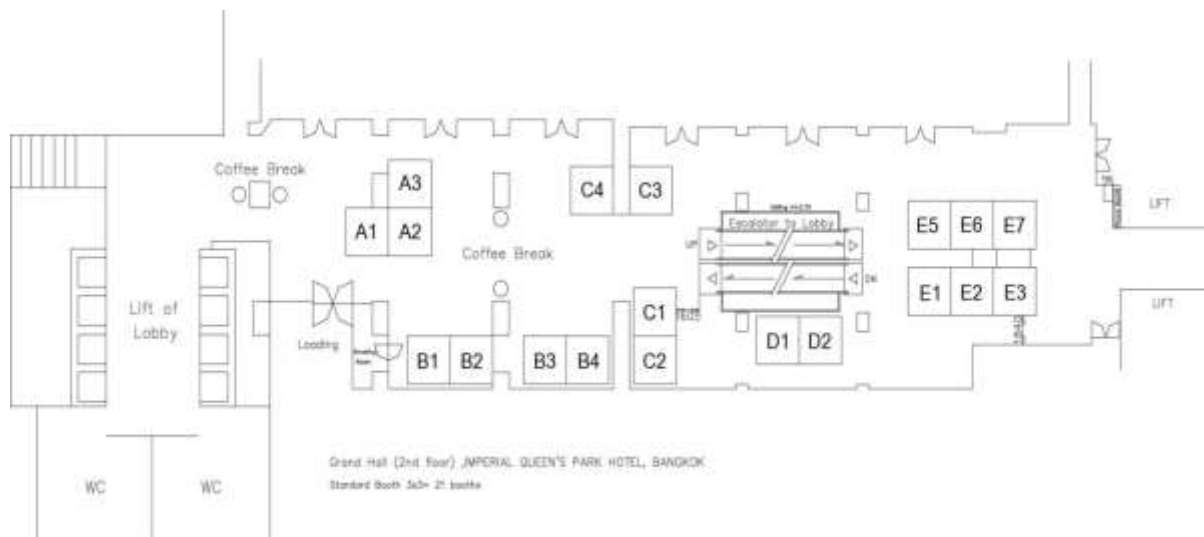 Coffee Break
A3
C4
C3
LIFT
Escalator to Lobby
A1
A2
E5
E6
E7
UP
Coffee Break
E1
E2
E3
Lift of
Lobby
C1
LIFT
Loading
D1
D2
B1
B2
B3
B4
C2
Grand Hall (2nd floor) ,IMPERIAL QUEEN'S PARK HOTEL, BANGKOK
Standard Booth 3x3= 21 booths
WC
WC